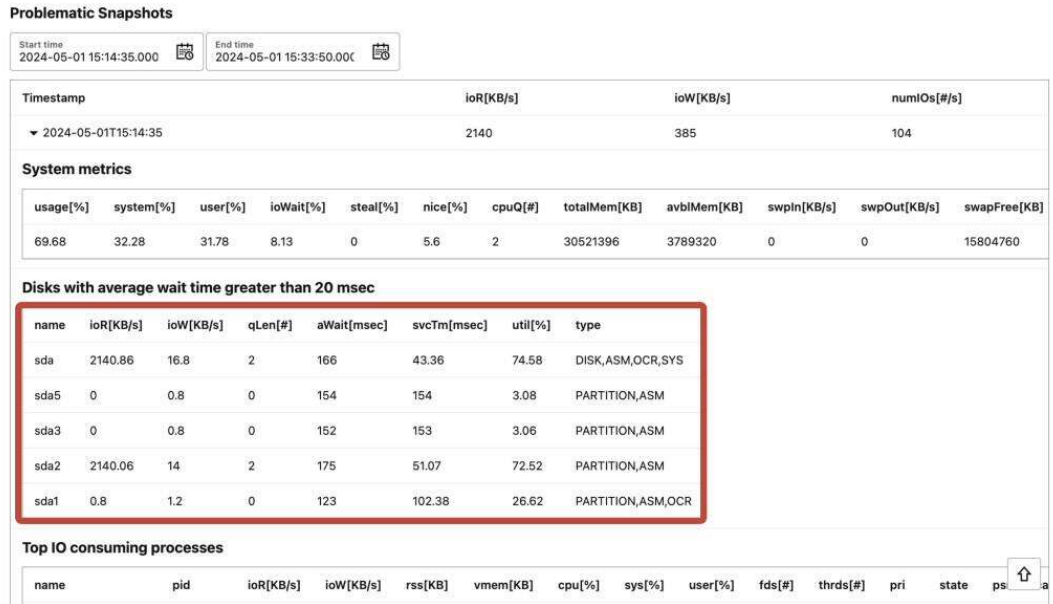 Problematic Snapshots
Start time End time
2024-05-01 15:14:35.000 2024-05-01 15:33:50.00(
Timestamp ioR[KB/s] ioW[KB/s] numIOs[#/s]
2024-05-01T15:14:35 2140 385 104
System metrics
usage[%] system[%] user[%] ioWait[%] steal[%] nice[%] cpuQ[#] totalMem[KB] avblMem[KB] swpIn[KB/s] swpOut[KB/s] swapFree[KB]
69.68 32.28 31.78 8.13 0 5.6 2 30521396 3789320 0 0 15804760
Disks with average wait time greater than 20 msec
name ioR[KB/s] ioW[KB/s] qLen[#] aWait[msec] svcTm[msec] util[%] type
sda 2140.86 16.8 2 166 43.36 74.58 DISK,ASM,OCR,SYS
sda5 0 0.8 0 154 154 3.08 PARTITION,ASM
sda3 0 0.8 0 152 153 3.06 PARTITION,ASM
sda2 2140.06 14 2 175 51.07 72.52 PARTITION,ASM
sda1 0.8 1.2 0 123 102.38 26.62 PARTITION,ASM,OCR
Top IO consuming processes
name pid ioR[KB/s] ioW[KB/s] rss[KB] vmem[KB] cpu[%] sys[%] user[%] fds[#] thrds[#] pri state